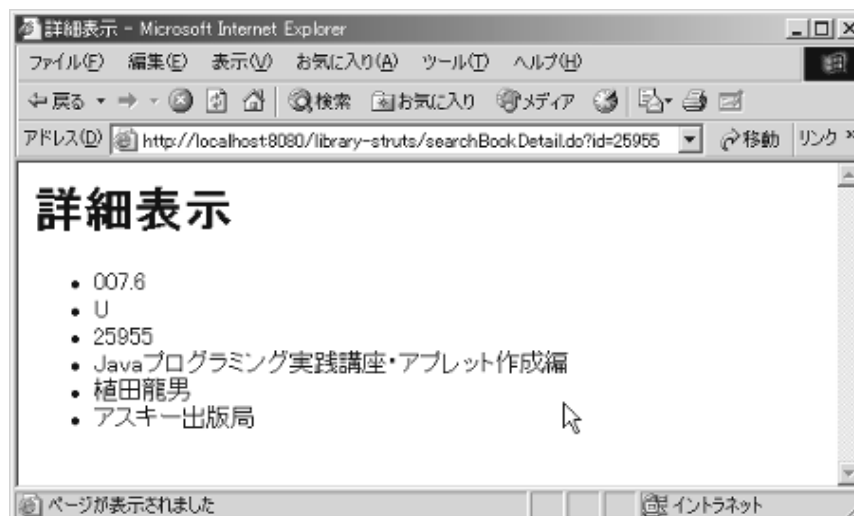 詳細表示 - Microsoft Internet Explorer
ファイル(F) 編集(E) 表示(V) お気に入り(A) ツール(T) ヘルプ(H)
戻る 検索 お気に入り メディア
アドレス(D) http://localhost:8080/library-struts/searchBookDetail.do?id=25955 移動 リンク »
詳細表示
• 007.6
• U
• 25955
• Javaプログラミング実践講座・アプレット作成編
• 植田龍男
• アスキー出版局
ページが表示されました イントラネット